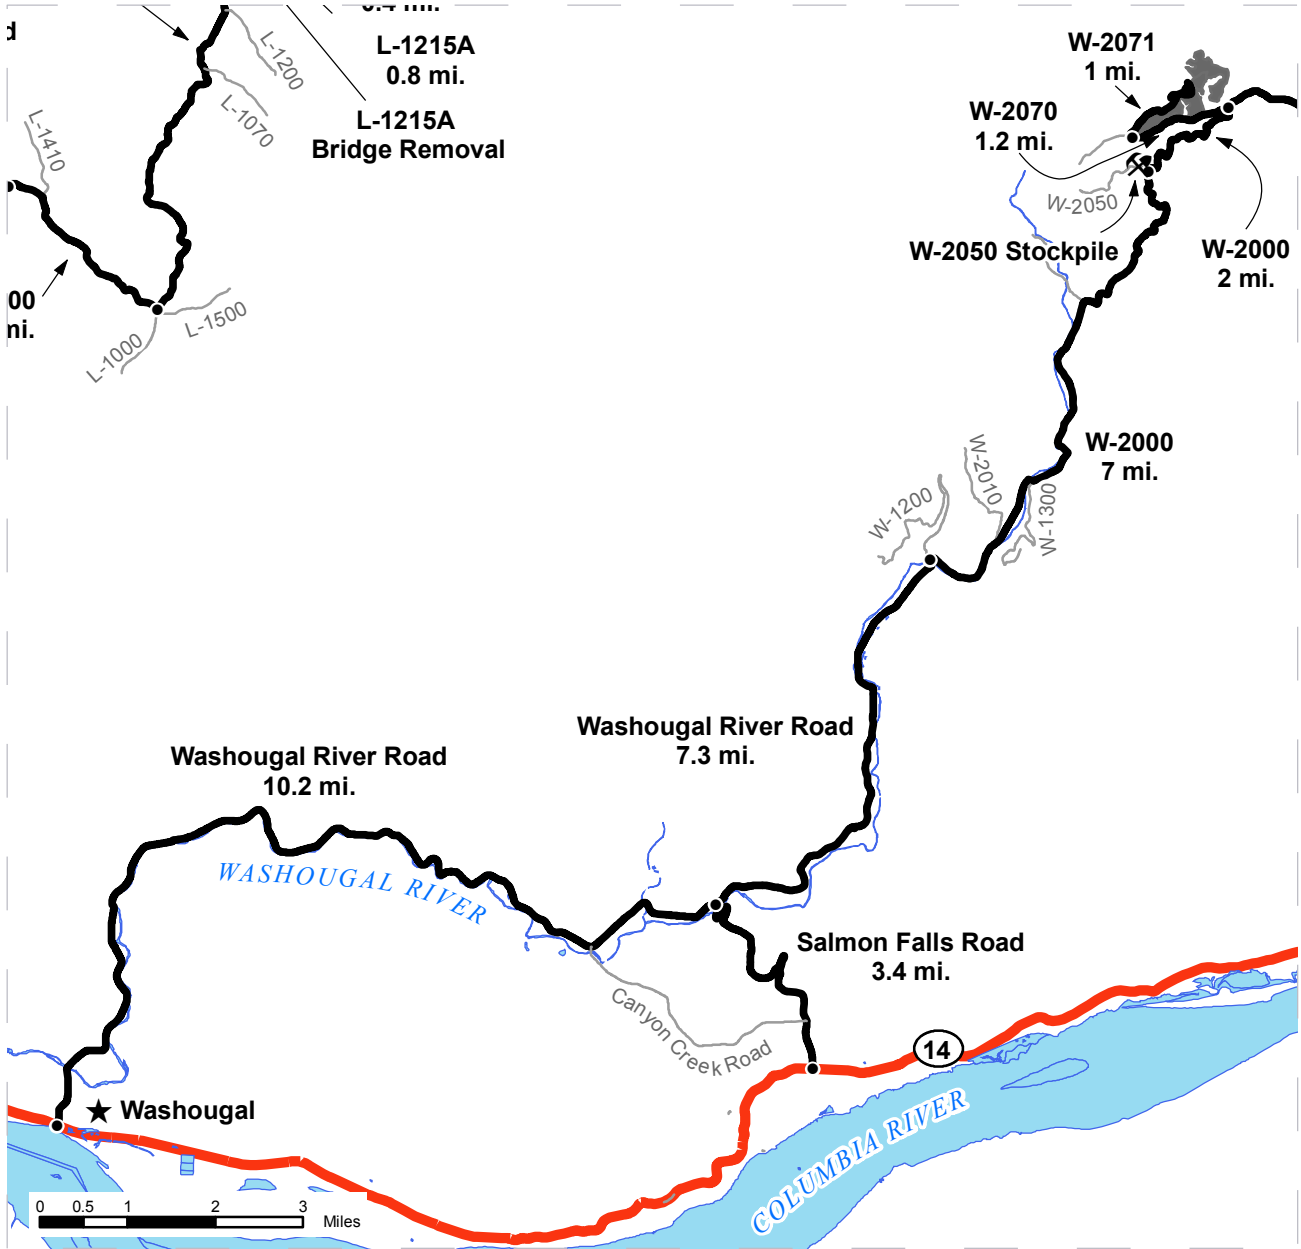 d
L-1200
L-1215A
0.8 mi.
L-1070
L-1215A
Bridge Removal
L-1410
00
mi.
L-1500
L-1000
W-2071
1 mi.
W-2070
1.2 mi.
W-2050
W-2050 Stockpile
W-2000
2 mi.
W-2000
7 mi.
W-2010
W-1200
W-1300
Washougal River Road
7.3 mi.
Washougal River Road
10.2 mi.
WASHOUGAL RIVER
Salmon Falls Road
3.4 mi.
Canyon Creek Road
14
COLUMBIA RIVER
Washougal
0 0.5 1 2 3
Miles